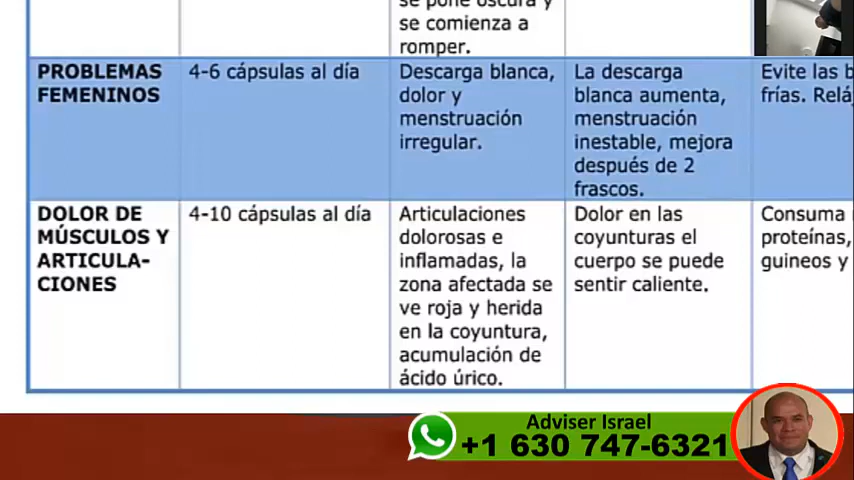 se pone oscura y
se comienza a
romper.
PROBLEMAS
FEMENINOS
4-6 cápsulas al día
Descarga blanca,
dolor y
menstruación
irregular.
La descarga
blanca aumenta,
menstruación
inestable, mejora
después de 2
frascos.
Evite las b
frías. Relá
DOLOR DE
MÚSCULOS Y
ARTICULA-
CIONES
4-10 cápsulas al día
Articulaciones
dolorosas e
inflamadas, la
zona afectada se
ve roja y herida
en la coyuntura,
acumulación de
ácido úrico.
Dolor en las
coyunturas el
cuerpo se puede
sentir caliente.
Consuma
proteínas,
guineos y
Adviser Israel
+1 630 747-6321